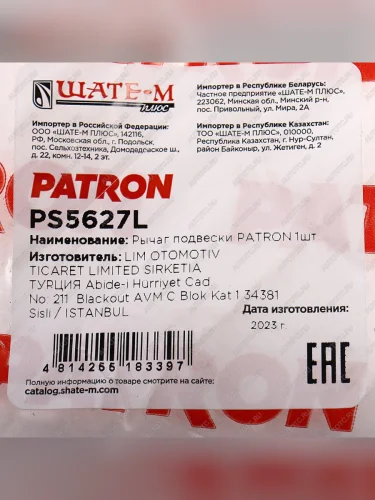 ШАТЕ-М
ПЛЮС
Импортер в Российской Федерации:
ООО «ШАТЕ-М ПЛЮС», 142116,
РФ, Московская обл., г. Подольск,
пос. Сельхозтехника, Домодедовское ш.,
д. 22, комн. 12-14, 2 эт.
Импортер в Республике Беларусь:
Частное предприятие «ШАТЕ-М ПЛЮС»,
223062, Минская обл., Минский р-н,
пос. Привольный, ул. Мира, 2А
Импортер в Республике Казахстан:
ТОО «ШАТЕ-М ПЛЮС», 010000,
Республика Казахстан, г. Нур-Султан,
район Байконыр, ул. Жетиген, д. 2
PATRON
PS5627L
Наименование: Рычаг подвески PATRON 1шт
Изготовитель: LIM OTOMOTIV
TICARET LIMITED SIRKETIA
ТУРЦИЯ Abide-i Hurriyet Cad.
No: 211 Blackout AVM C Blok Kat 1 34381
Sisli / ISTANBUL
Дата изготовления:
2023 г.
4 814255 183397
EAC
Полную информацию о товаре смотрите на сайте:
catalog.shate-m.com